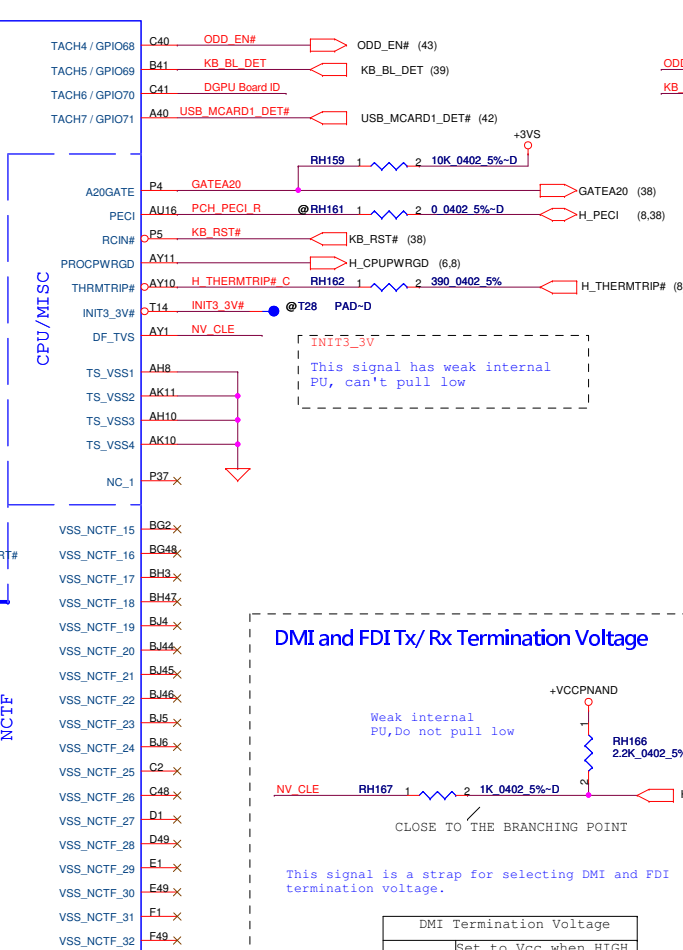 TACH4 / GPIO68 C40 ODD_EN# ODD_EN# (43)
TACH5 / GPIO69 B41 KB_BL_DET KB_BL_DET (39)
TACH6 / GPIO70 C41 DGPU Board ID
TACH7 / GPIO71 A40 USB_MCARD1_DET# USB_MCARD1_DET# (42)
+3VS
RH159 1 2 10K_0402_5%~D
A20GATE P4 GATEA20 GATEA20 (38)
PECI AU16 PCH_PECI_R @RH161 1 2 0_0402_5%~D H_PECI (8,38)
RCIN# P5 KB_RST# KB_RST# (38)
PROCPWRGD AY11 H_CPUPWRGD (6,8)
THRMTRIP# AY10 H_THERMTRIP#_C RH162 1 2 390_0402_5% H_THERMTRIP# (8
INIT3_3V# T14 INIT3_3V# @T28 PAD~D
DF_TVS AY1 NV_CLE
CPU/MISC
INIT3_3V
This signal has weak internal
PU, can't pull low
TS_VSS1 AH8
TS_VSS2 AK11
TS_VSS3 AH10
TS_VSS4 AK10
NC_1 P37
VSS_NCTF_15 BG2
VSS_NCTF_16 BG48
VSS_NCTF_17 BH3
VSS_NCTF_18 BH47
VSS_NCTF_19 BJ4
VSS_NCTF_20 BJ44
VSS_NCTF_21 BJ45
VSS_NCTF_22 BJ46
VSS_NCTF_23 BJ5
VSS_NCTF_24 BJ6
VSS_NCTF_25 C2
VSS_NCTF_26 C48
VSS_NCTF_27 D1
VSS_NCTF_28 D49
VSS_NCTF_29 E1
VSS_NCTF_30 E49
VSS_NCTF_31 F1
VSS_NCTF_32 F49
NCTF
DMI and FDI Tx/ Rx Termination Voltage
+VCCPNAND
Weak internal
PU,Do not pull low
1
RH166
2.2K_0402_5%
2
NV_CLE RH167 1 2 1K_0402_5%~D
CLOSE TO THE BRANCHING POINT
This signal is a strap for selecting DMI and FDI
termination voltage.
DMI Termination Voltage
Set to Vcc when HIGH